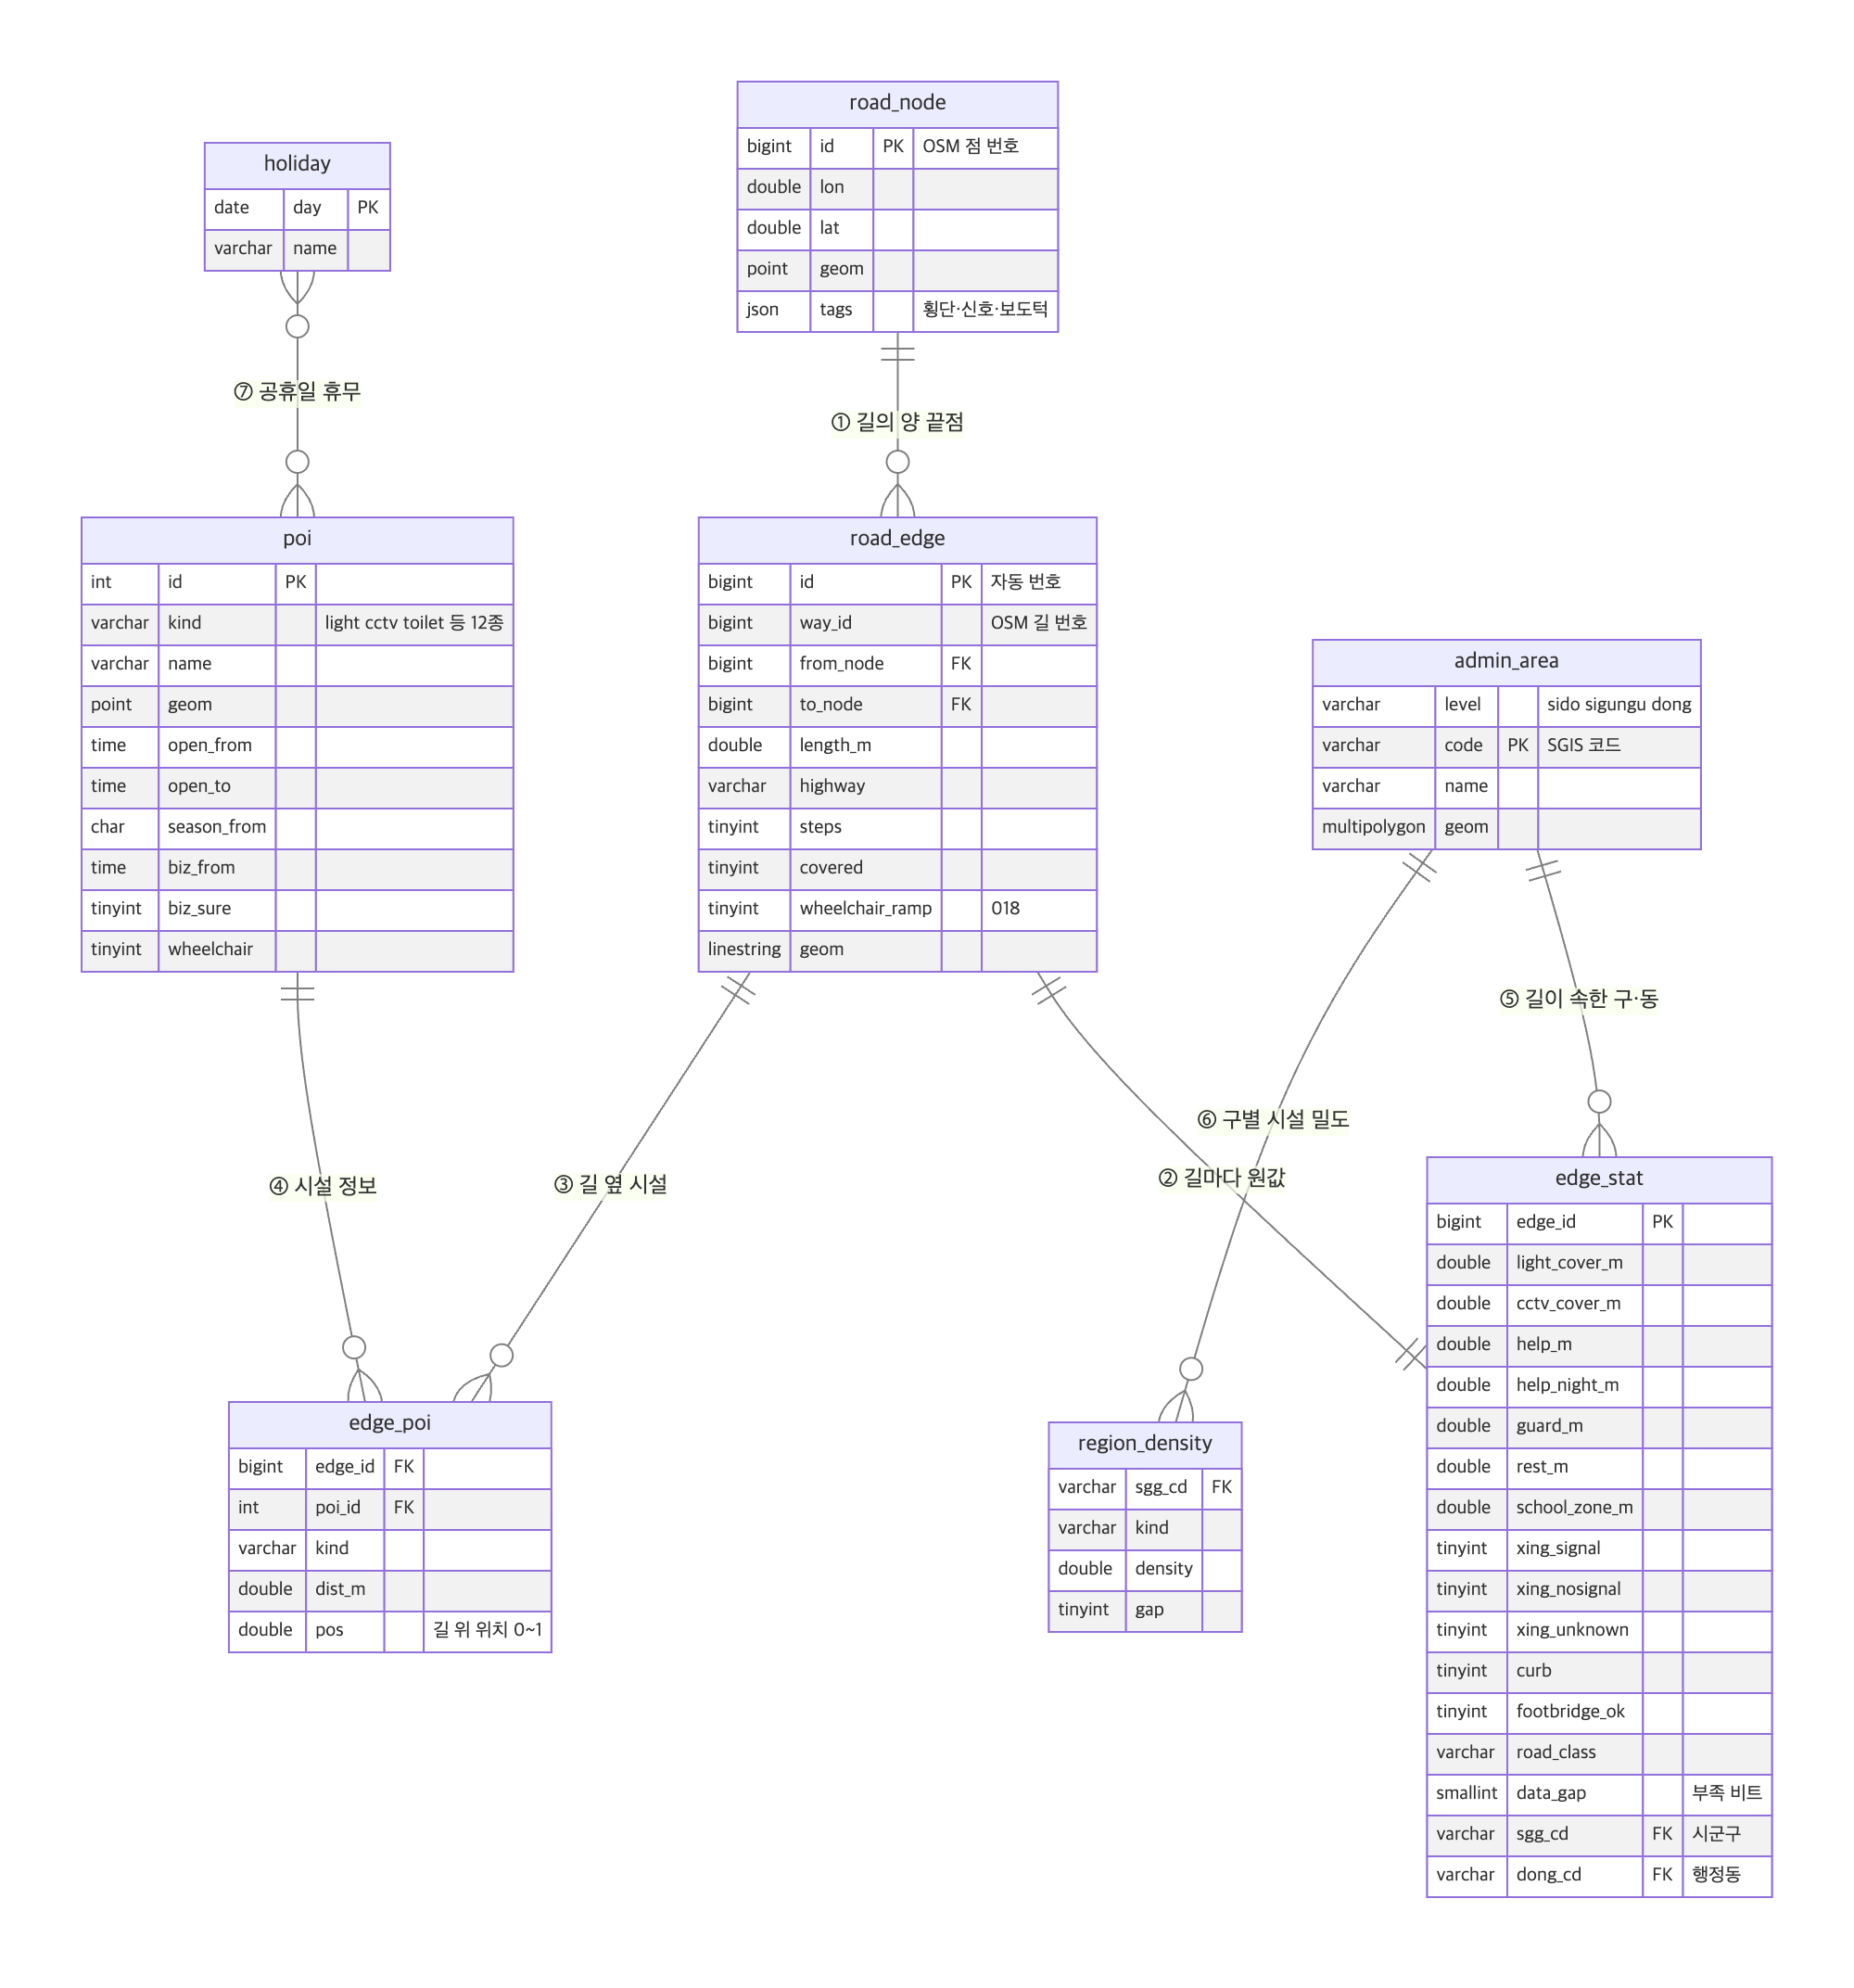 road_node
bigint id PK OSM 점 번호
double lon
double lat
point geom
json tags 횡단·신호·보도턱
holiday
date day PK
varchar name
⑦ 공휴일 휴무
① 길의 양 끝점
poi
int id PK
varchar kind light cctv toilet 등 12종
varchar name
point geom
time open_from
time open_to
char season_from
time biz_from
tinyint biz_sure
tinyint wheelchair
road_edge
bigint id PK 자동 번호
bigint way_id OSM 길 번호
bigint from_node FK
bigint to_node FK
double length_m
varchar highway
tinyint steps
tinyint covered
tinyint wheelchair_ramp 018
linestring geom
admin_area
varchar level sido sigungu dong
varchar code PK SGIS 코드
varchar name
multipolygon geom
⑤ 길이 속한 구·동
⑥ 구별 시설 밀도
② 길마다 원값
③ 길 옆 시설
④ 시설 정보
edge_stat
bigint edge_id PK
double light_cover_m
double cctv_cover_m
double help_m
double help_night_m
double guard_m
double rest_m
double school_zone_m
tinyint xing_signal
tinyint xing_nosignal
tinyint xing_unknown
tinyint curb
tinyint footbridge_ok
varchar road_class
smallint data_gap 부족 비트
varchar sgg_cd FK 시군구
varchar dong_cd FK 행정동
edge_poi
bigint edge_id FK
int poi_id FK
varchar kind
double dist_m
double pos 길 위 위치 0~1
region_density
varchar sgg_cd FK
varchar kind
double density
tinyint gap